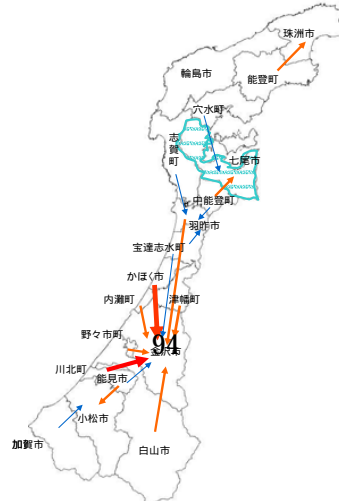 珠洲市
輪島市
能登町
穴水町
志賀町
七尾市
中能登町
羽咋市
宝達志水町
かほく市
内灘町
津幡町
野々市町
94
金沢市
川北町
能美市
小松市
加賀市
白山市